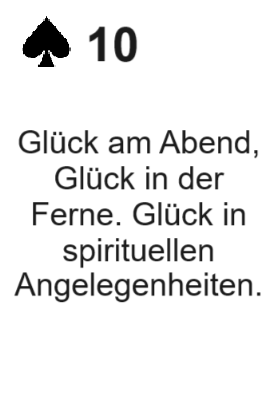 ♠ 10
Glück am Abend,
Glück in der
Ferne. Glück in
spirituellen
Angelegenheiten.